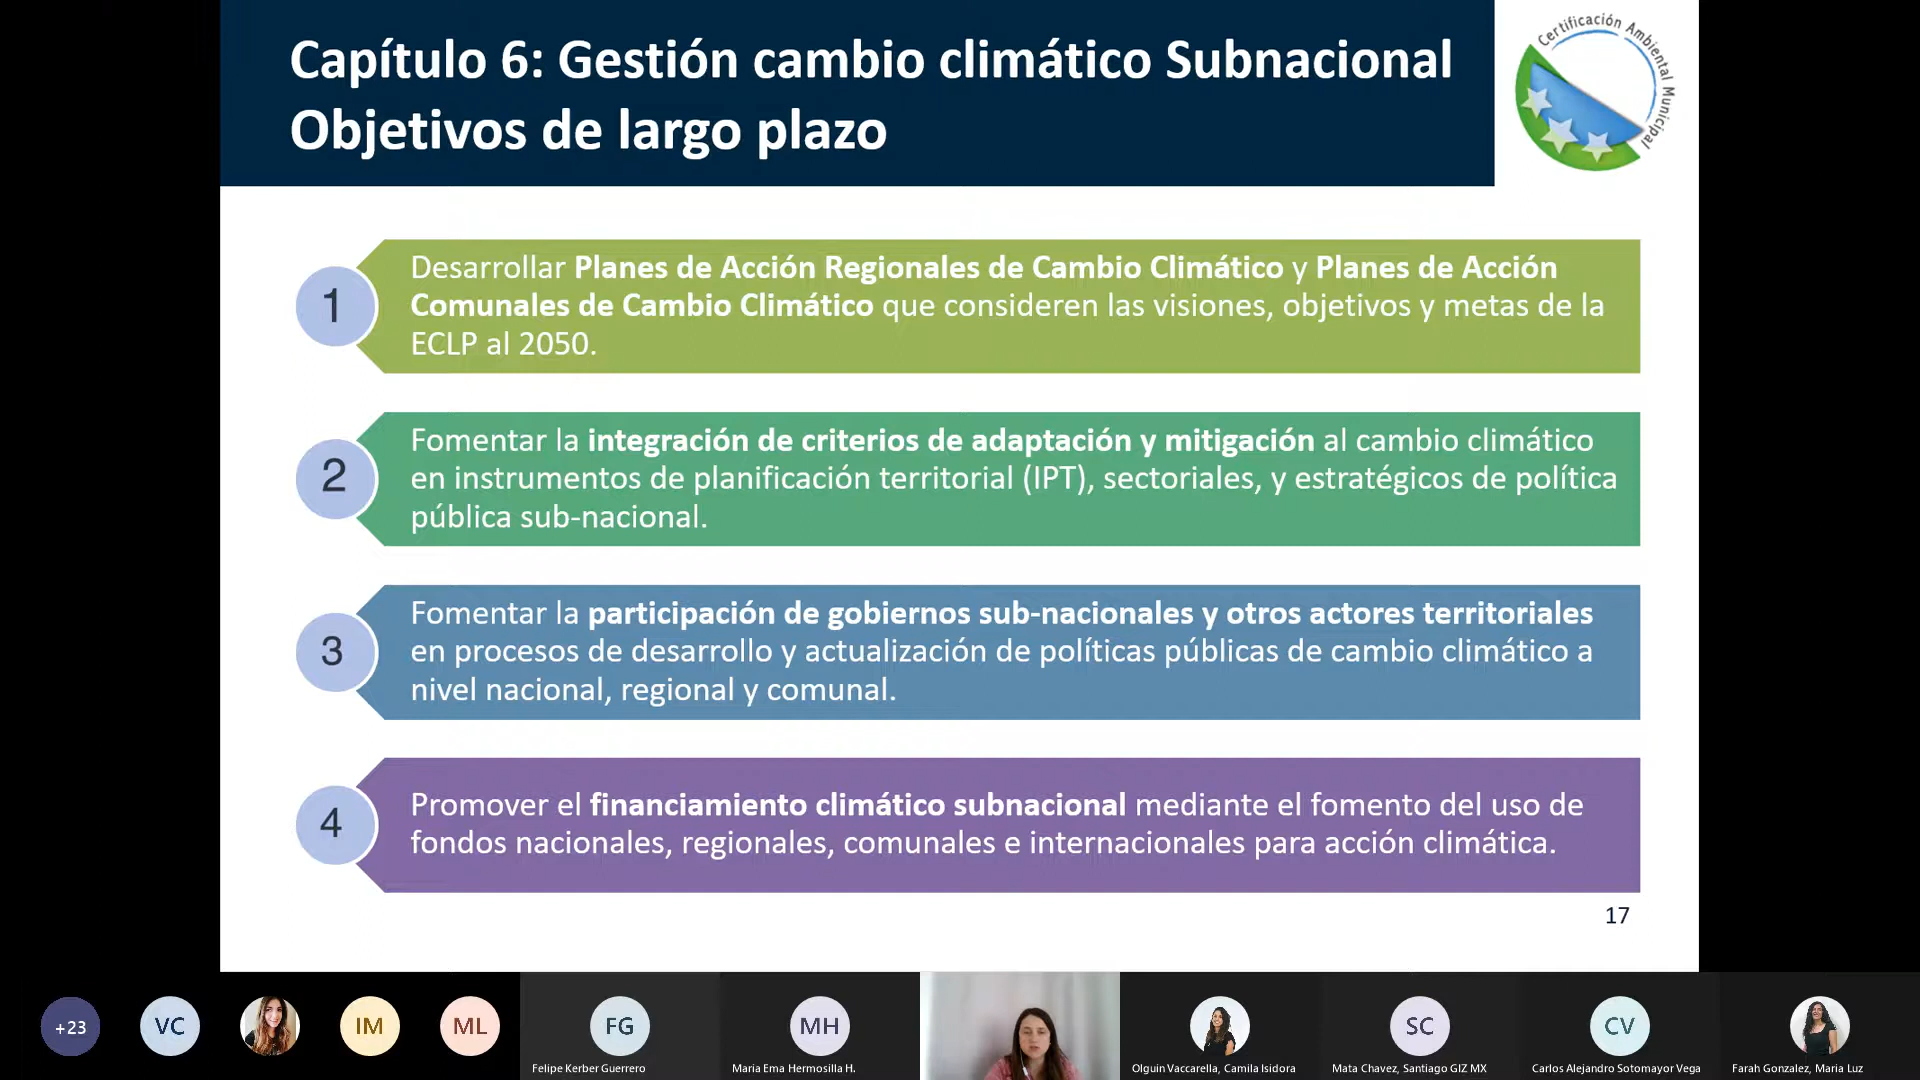 Capítulo 6: Gestión cambio climático Subnacional
Objetivos de largo plazo
Certificación Ambiental Municipal
1
Desarrollar Planes de Acción Regionales de Cambio Climático y Planes de Acción
Comunales de Cambio Climático que consideren las visiones, objetivos y metas de la
ECLP al 2050.
2
Fomentar la integración de criterios de adaptación y mitigación al cambio climático
en instrumentos de planificación territorial (IPT), sectoriales, y estratégicos de política
pública sub-nacional.
3
Fomentar la participación de gobiernos sub-nacionales y otros actores territoriales
en procesos de desarrollo y actualización de políticas públicas de cambio climático a
nivel nacional, regional y comunal.
4
Promover el financiamiento climático subnacional mediante el fomento del uso de
fondos nacionales, regionales, comunales e internacionales para acción climática.
17
+23
VC
IM
ML
FG
Felipe Kerber Guerrero
MH
Maria Ema Hermosilla H.
Olguin Vaccarella, Camila Isidora
SC
Mata Chavez, Santiago GIZ MX
CV
Carlos Alejandro Sotomayor Vega
Farah Gonzalez, Maria Luz